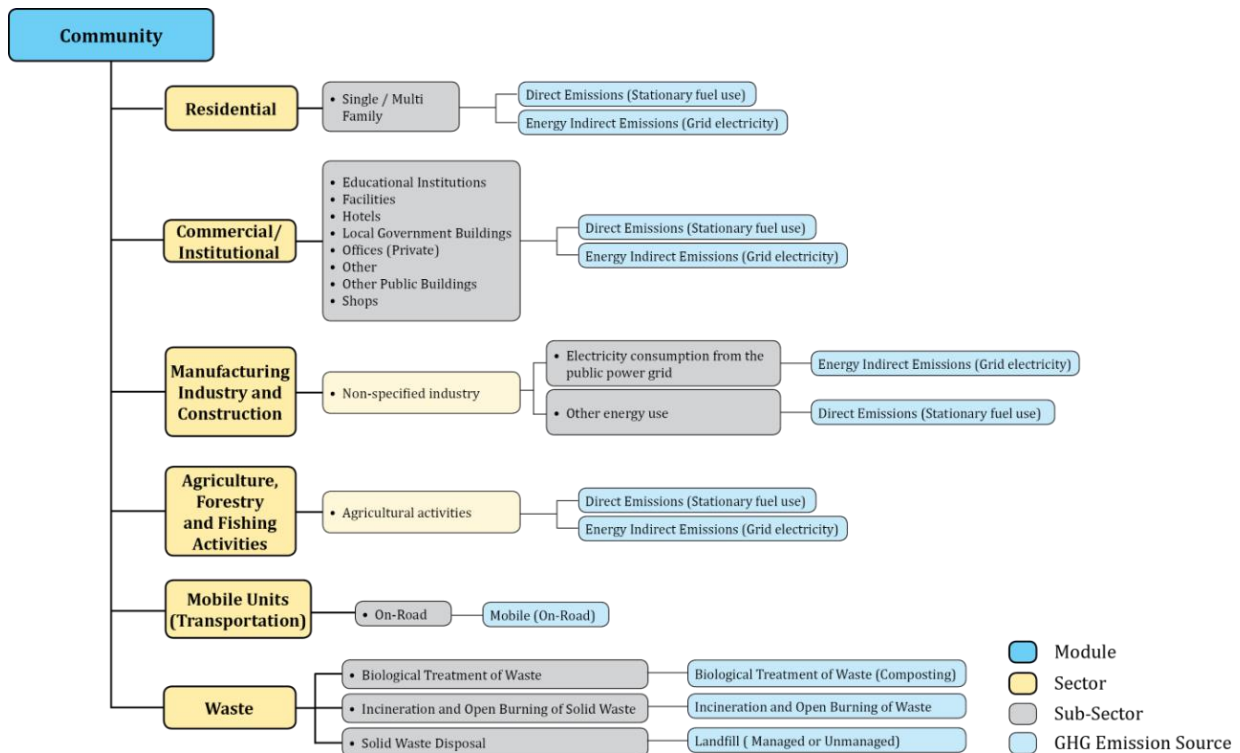 Community
Residential
• Single / Multi
Family
Direct Emissions (Stationary fuel use)
Energy Indirect Emissions (Grid electricity)
Commercial/
Institutional
• Educational Institutions
• Facilities
• Hotels
• Local Government Buildings
• Offices (Private)
• Other
• Other Public Buildings
• Shops
Direct Emissions (Stationary fuel use)
Energy Indirect Emissions (Grid electricity)
Manufacturing
Industry and
Construction
• Non-specified industry
• Electricity consumption from the
public power grid
Energy Indirect Emissions (Grid electricity)
• Other energy use
Direct Emissions (Stationary fuel use)
Agriculture,
Forestry
and Fishing
Activities
• Agricultural activities
Direct Emissions (Stationary fuel use)
Energy Indirect Emissions (Grid electricity)
Mobile Units
(Transportation)
• On-Road
Mobile (On-Road)
Waste
• Biological Treatment of Waste
Biological Treatment of Waste (Composting)
• Incineration and Open Burning of Solid Waste
Incineration and Open Burning of Waste
• Solid Waste Disposal
Landfill ( Managed or Unmanaged)
Module
Sector
Sub-Sector
GHG Emission Source